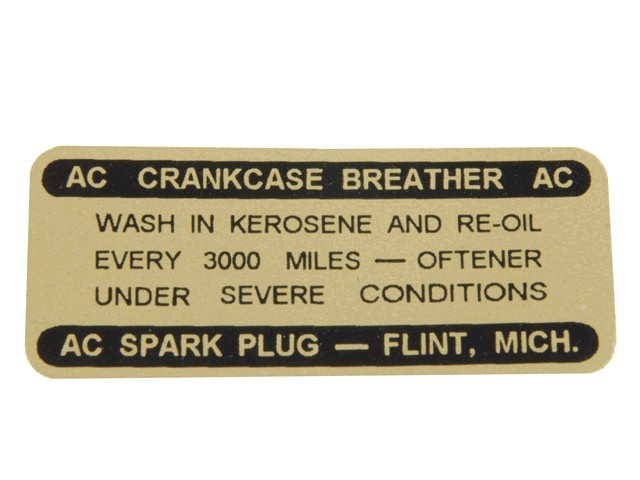 AC CRANKCASE BREATHER AC
WASH IN KEROSENE AND RE-OIL
EVERY 3000 MILES — OFTENER
UNDER SEVERE CONDITIONS
AC SPARK PLUG — FLINT, MICH.